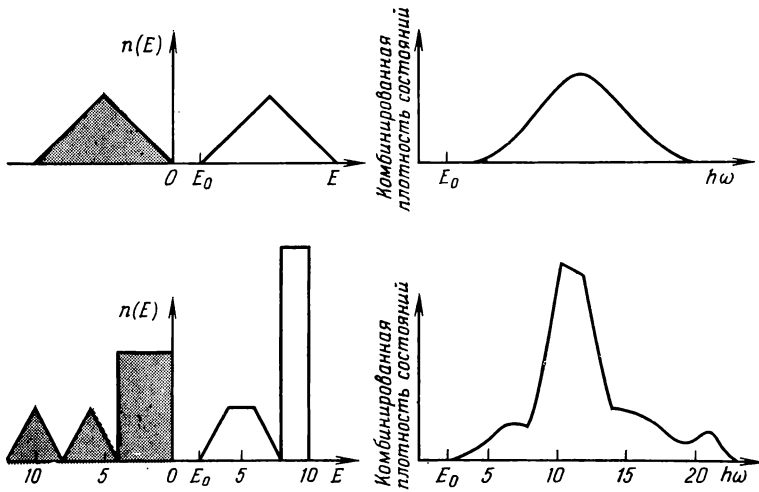 n(E)
0 E₀ E
Комбинированная
плотность состояний
E₀ hω
n(E)
10 5 0 E₀ 5 10 E
Комбинированная
плотность состояний
E₀ 5 10 15 20 hω